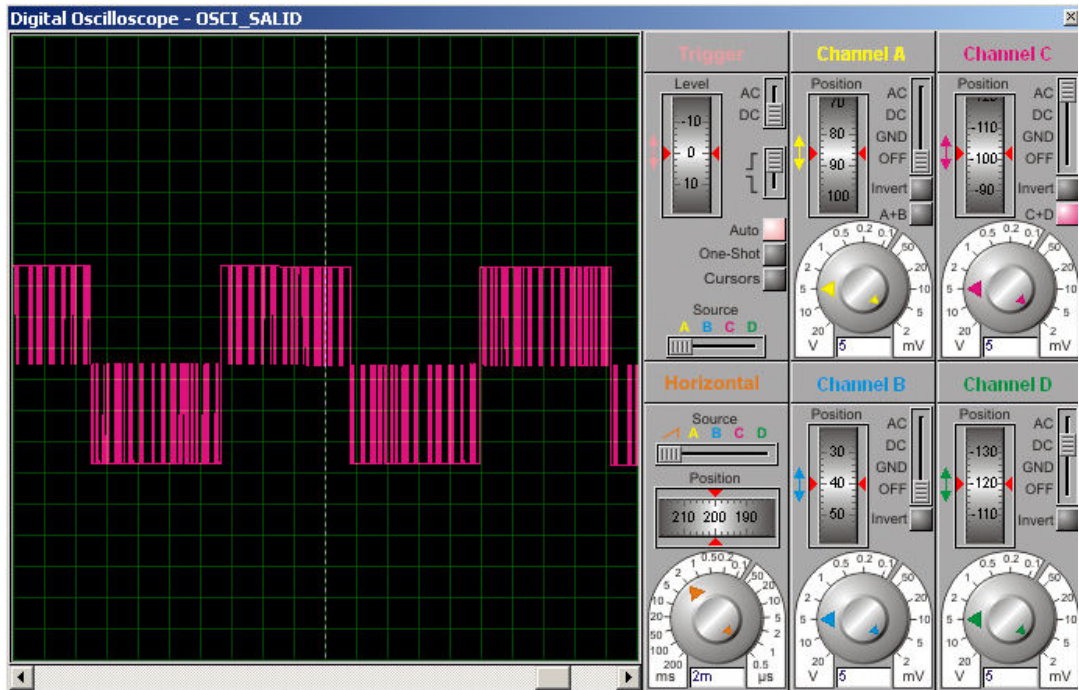 Digital Oscilloscope - OSCI_SALID
Trigger
Level
-10
0
10
AC
DC
Auto
One-Shot
Cursors
Source
A B C D
Channel A
Position
70
80
90
100
AC
DC
GND
OFF
Invert
A+B
20 10 5 2 1 0.5 0.2 0.1 50 20 10 5 2
V
5
mV
Channel C
Position
-120
-110
-100
-90
AC
DC
GND
OFF
Invert
C+D
20 10 5 2 1 0.5 0.2 0.1 50 20 10 5 2
V
5
mV
Horizontal
Source
A B C D
Position
210 200 190
200 100 50 20 10 5 2 1 0.5 0.2 0.1 50 20 10 5 2 1 0.5
ms
2m
µs
Channel B
Position
30
40
50
AC
DC
GND
OFF
Invert
20 10 5 2 1 0.5 0.2 0.1 50 20 10 5 2
V
5
mV
Channel D
Position
-130
-120
-110
AC
DC
GND
OFF
Invert
20 10 5 2 1 0.5 0.2 0.1 50 20 10 5 2
V
5
mV